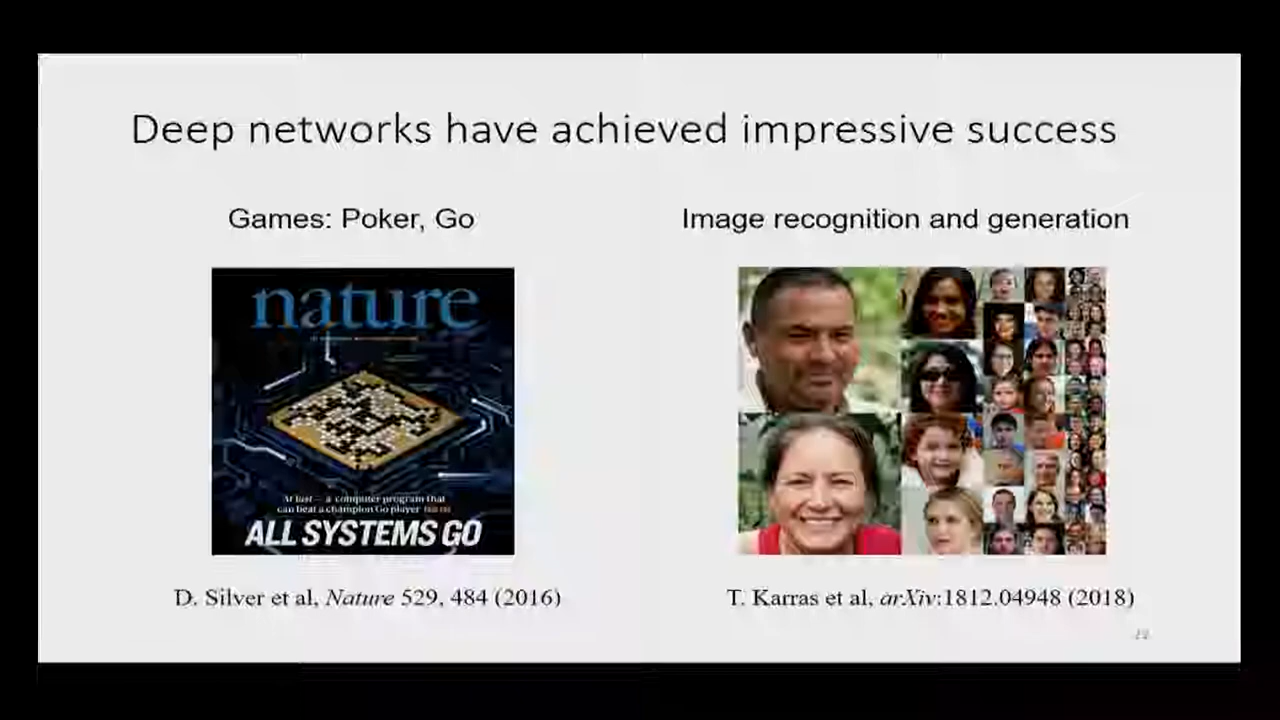 Deep networks have achieved impressive success
Games: Poker, Go
Image recognition and generation
nature
At last — a computer program that
can beat a champion Go player
ALL SYSTEMS GO
D. Silver et al, Nature 529, 484 (2016)
T. Karras et al, arXiv:1812.04948 (2018)